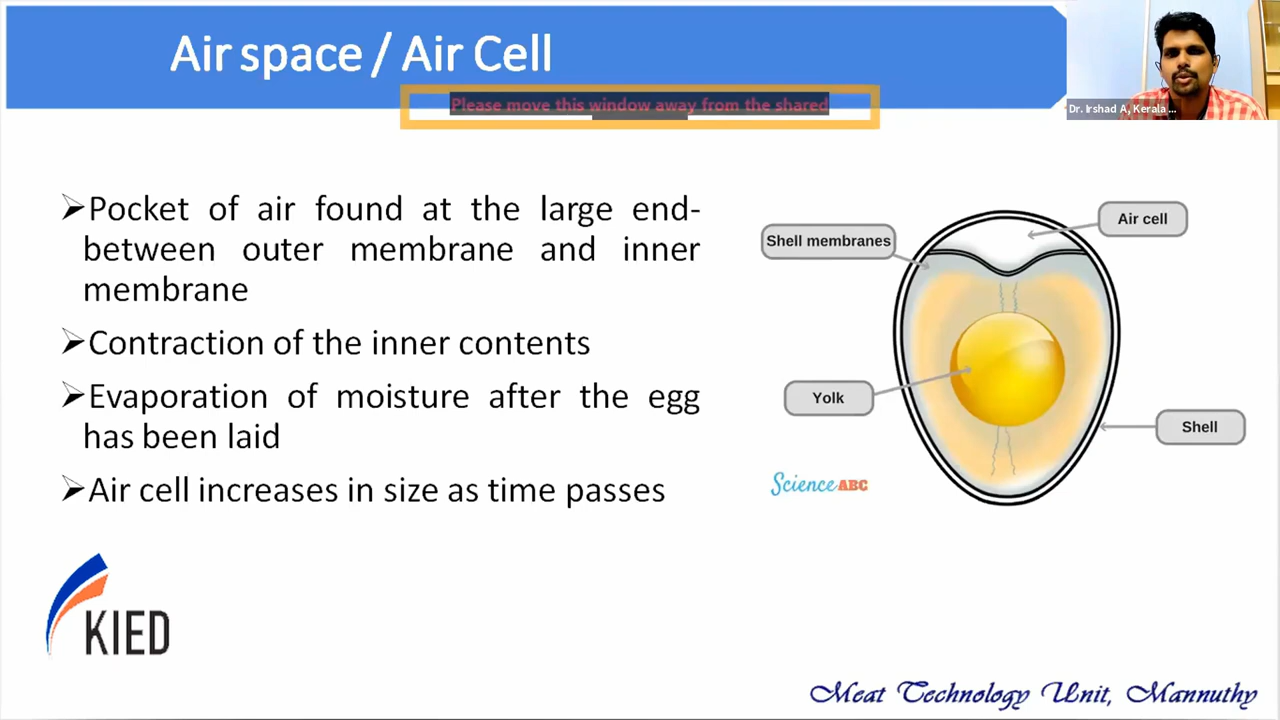 Air space / Air Cell
Please move this window away from the shared
Dr. Irshad A, Kerala ...
➢Pocket of air found at the large end-
between outer membrane and inner
membrane
➢Contraction of the inner contents
➢Evaporation of moisture after the egg
has been laid
➢Air cell increases in size as time passes
Air cell
Shell membranes
Yolk
Shell
Science ABC
KIED
Meat Technology Unit, Mannuthy